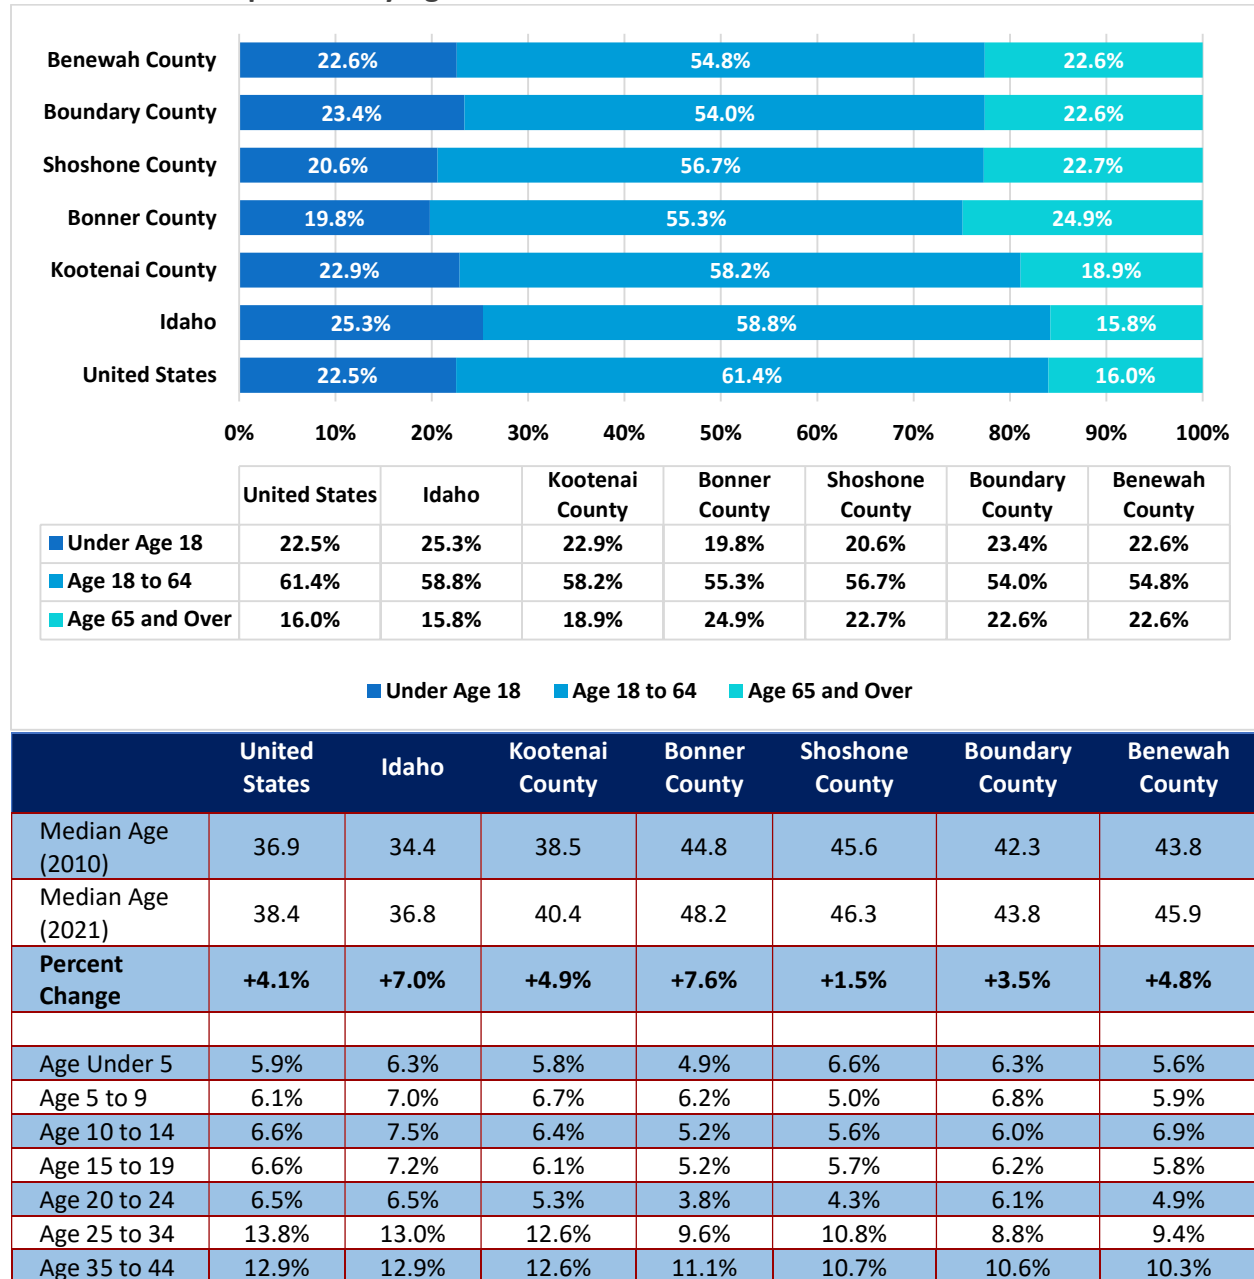 Benewah County 22.6% 54.8% 22.6%
Boundary County 23.4% 54.0% 22.6%
Shoshone County 20.6% 56.7% 22.7%
Bonner County 19.8% 55.3% 24.9%
Kootenai County 22.9% 58.2% 18.9%
Idaho 25.3% 58.8% 15.8%
United States 22.5% 61.4% 16.0%
0% 10% 20% 30% 40% 50% 60% 70% 80% 90% 100%
United States Idaho Kootenai County Bonner County Shoshone County Boundary County Benewah County
Under Age 18 22.5% 25.3% 22.9% 19.8% 20.6% 23.4% 22.6%
Age 18 to 64 61.4% 58.8% 58.2% 55.3% 56.7% 54.0% 54.8%
Age 65 and Over 16.0% 15.8% 18.9% 24.9% 22.7% 22.6% 22.6%
Under Age 18 Age 18 to 64 Age 65 and Over
United States Idaho Kootenai County Bonner County Shoshone County Boundary County Benewah County
Median Age (2010) 36.9 34.4 38.5 44.8 45.6 42.3 43.8
Median Age (2021) 38.4 36.8 40.4 48.2 46.3 43.8 45.9
Percent Change +4.1% +7.0% +4.9% +7.6% +1.5% +3.5% +4.8%
Age Under 5 5.9% 6.3% 5.8% 4.9% 6.6% 6.3% 5.6%
Age 5 to 9 6.1% 7.0% 6.7% 6.2% 5.0% 6.8% 5.9%
Age 10 to 14 6.6% 7.5% 6.4% 5.2% 5.6% 6.0% 6.9%
Age 15 to 19 6.6% 7.2% 6.1% 5.2% 5.7% 6.2% 5.8%
Age 20 to 24 6.5% 6.5% 5.3% 3.8% 4.3% 6.1% 4.9%
Age 25 to 34 13.8% 13.0% 12.6% 9.6% 10.8% 8.8% 9.4%
Age 35 to 44 12.9% 12.9% 12.6% 11.1% 10.7% 10.6% 10.3%